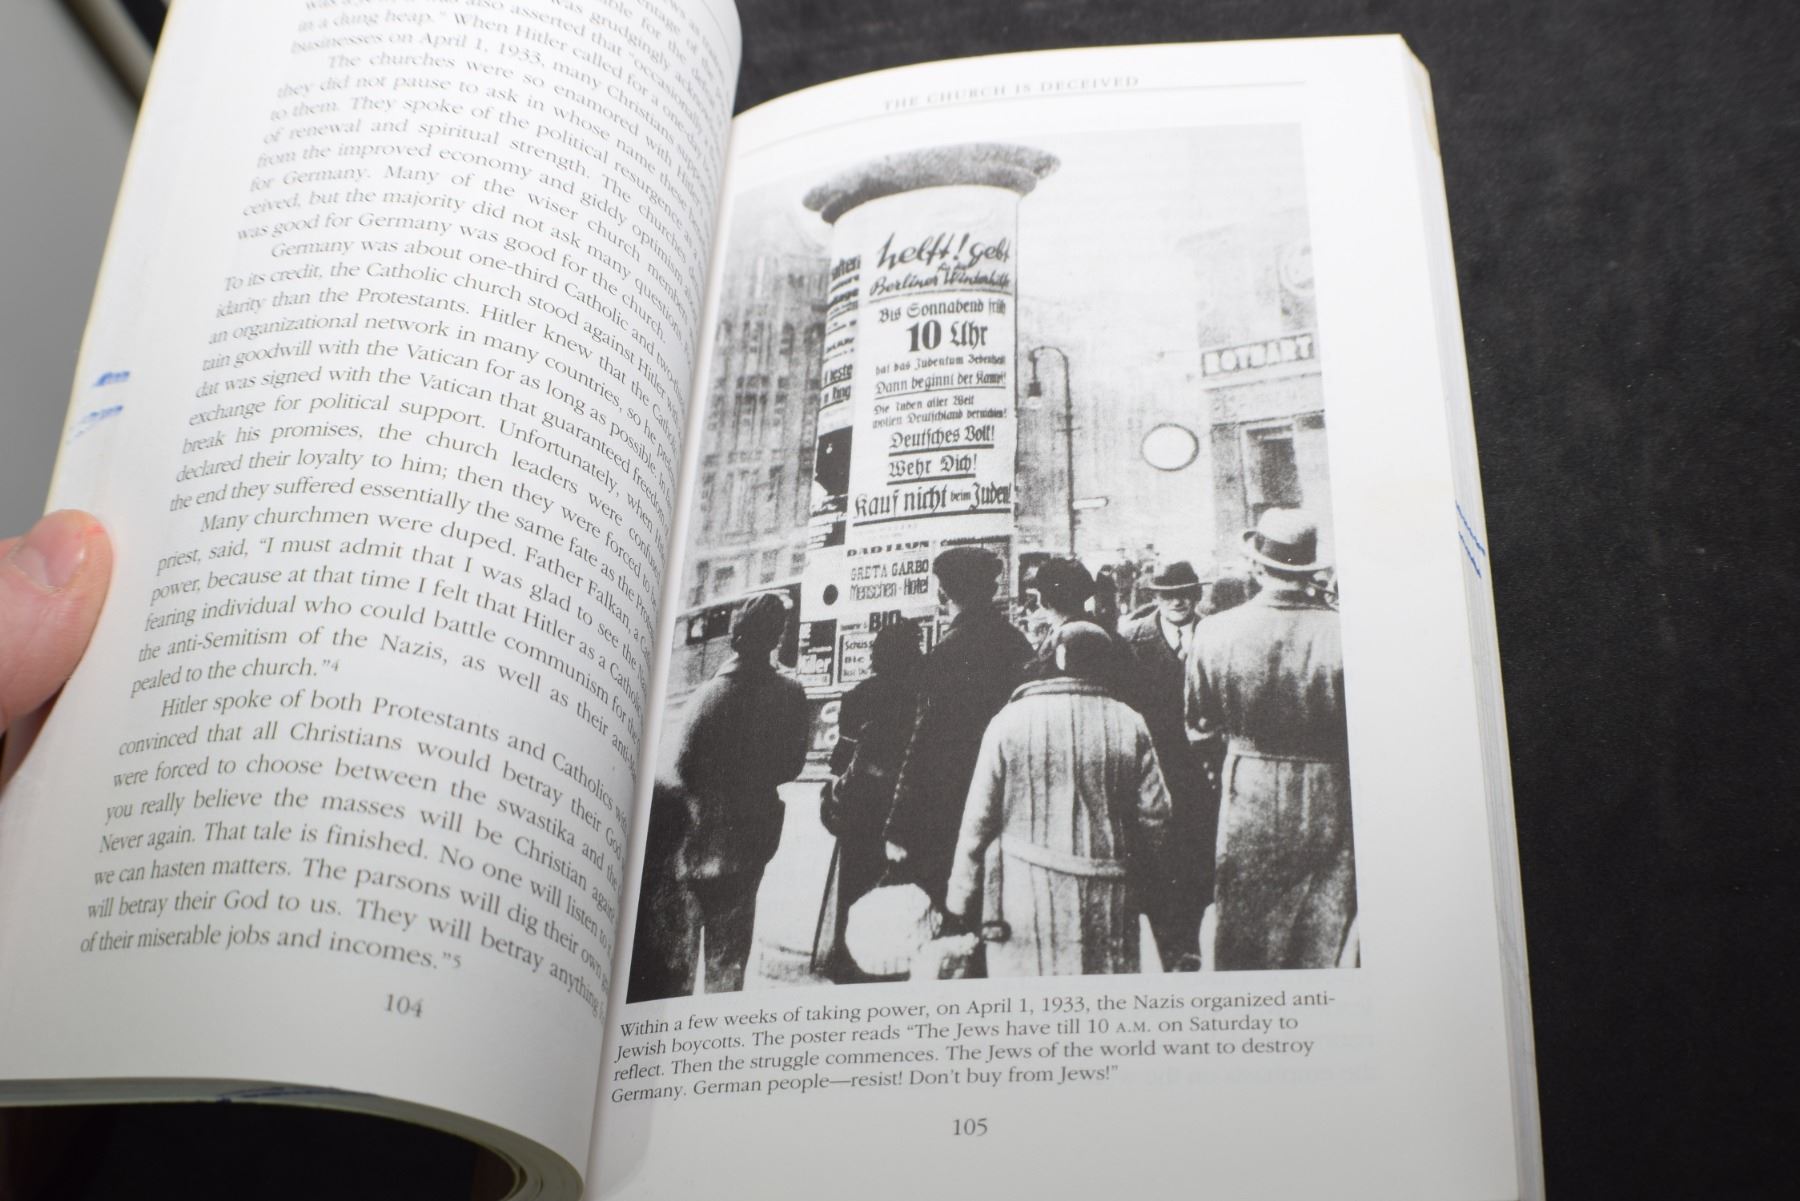 in a dung heap." When Hitler called for a one-day
businesses on April 1, 1933, many Christians
The churches were so enamored with Hitler
they did not pause to ask in whose name these
to them. They spoke of the political resurgence
of renewal and spiritual strength. The churches
from the improved economy and giddy optimism
for Germany. Many of the wiser church members
ceived, but the majority did not ask many questions.
was good for Germany was good for the church.
Germany was about one-third Catholic and
To its credit, the Catholic church stood against Hitler with
idarity than the Protestants. Hitler knew that the
an organizational network in many countries, so he
tain goodwill with the Vatican for as long as possible.
dat was signed with the Vatican that guaranteed freedom
exchange for political support. Unfortunately, when
break his promises, the church leaders were
declared their loyalty to him; then they were forced to
the end they suffered essentially the same fate as the
Many churchmen were duped. Father Falkan, a
priest, said, "I must admit that I was glad to see the
power, because at that time I felt that Hitler as a Catholic
fearing individual who could battle communism for the
the anti-Semitism of the Nazis, as well as their
pealed to the church."4
Hitler spoke of both Protestants and Catholics
convinced that all Christians would betray their God
were forced to choose between the swastika and the
you really believe the masses will be Christian again
Never again. That tale is finished. No one will listen to
we can hasten matters. The parsons will dig their own
will betray their God to us. They will betray anything
of their miserable jobs and incomes."5
104
THE CHURCH IS DECEIVED
helft! gebt
Berliner Winterhilfe
Bis Sonnabend früh
10 Uhr
hat das Judentum Bedenkzeit
Dann beginnt der Kampf!
Die Juden aller Welt
wollen Deutschland vernichten!
Deutsches Volk!
Wehr Dich!
Kauf nicht beim Juden!
BABYLON
GRETA GARBO
Menschen-Hotel
ROTHART
Within a few weeks of taking power, on April 1, 1933, the Nazis organized anti-
Jewish boycotts. The poster reads "The Jews have till 10 A.M. on Saturday to
reflect. Then the struggle commences. The Jews of the world want to destroy
Germany. German people—resist! Don't buy from Jews!"
105